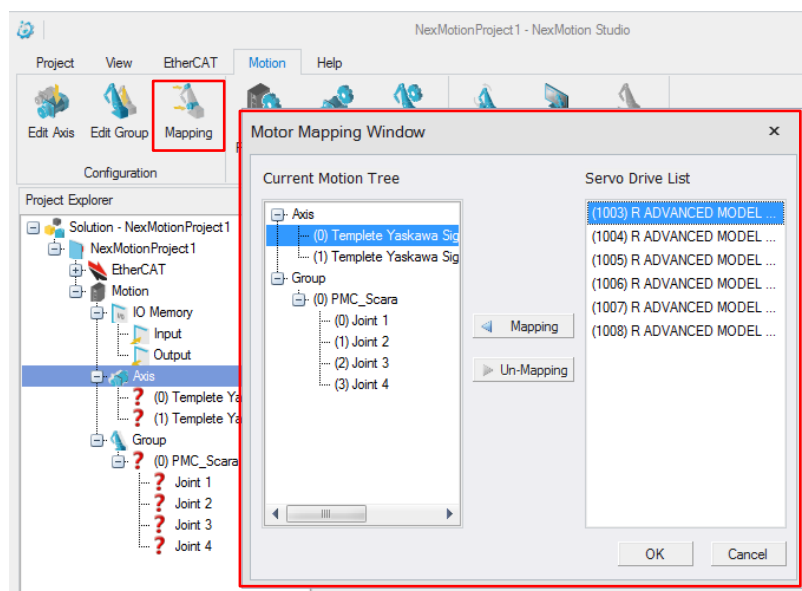 NexMotionProject1 - NexMotion Studio
Project View EtherCAT Motion Help
Edit Axis Edit Group Mapping
Configuration
Project Explorer
Solution - NexMotionProject1
NexMotionProject1
EtherCAT
Motion
IO Memory
Input
Output
Axis
(0) Templete Ya
(1) Templete Ya
Group
(0) PMC_Scara
Joint 1
Joint 2
Joint 3
Joint 4
Motor Mapping Window
Current Motion Tree
Axis
(0) Templete Yaskawa Sig
(1) Templete Yaskawa Sig
Group
(0) PMC_Scara
(0) Joint 1
(1) Joint 2
(2) Joint 3
(3) Joint 4
Mapping
Un-Mapping
Servo Drive List
(1003) R ADVANCED MODEL ...
(1004) R ADVANCED MODEL ...
(1005) R ADVANCED MODEL ...
(1006) R ADVANCED MODEL ...
(1007) R ADVANCED MODEL ...
(1008) R ADVANCED MODEL ...
OK Cancel